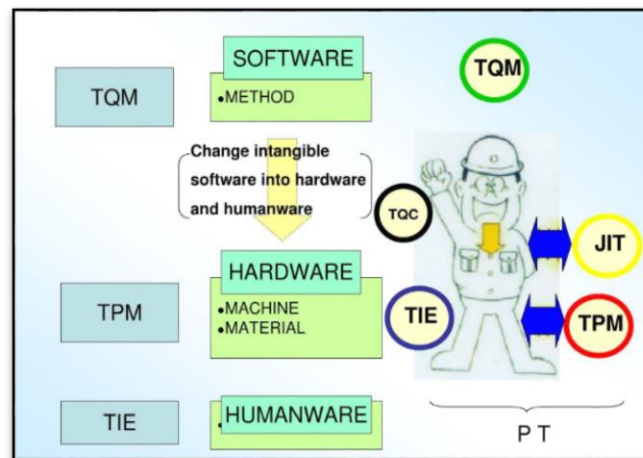 SOFTWARE
TQM
•METHOD
TQM
Change intangible
software into hardware
and humanware
TQC
JIT
HARDWARE
TPM
•MACHINE
•MATERIAL
TIE
TPM
TIE
HUMANWARE
P T